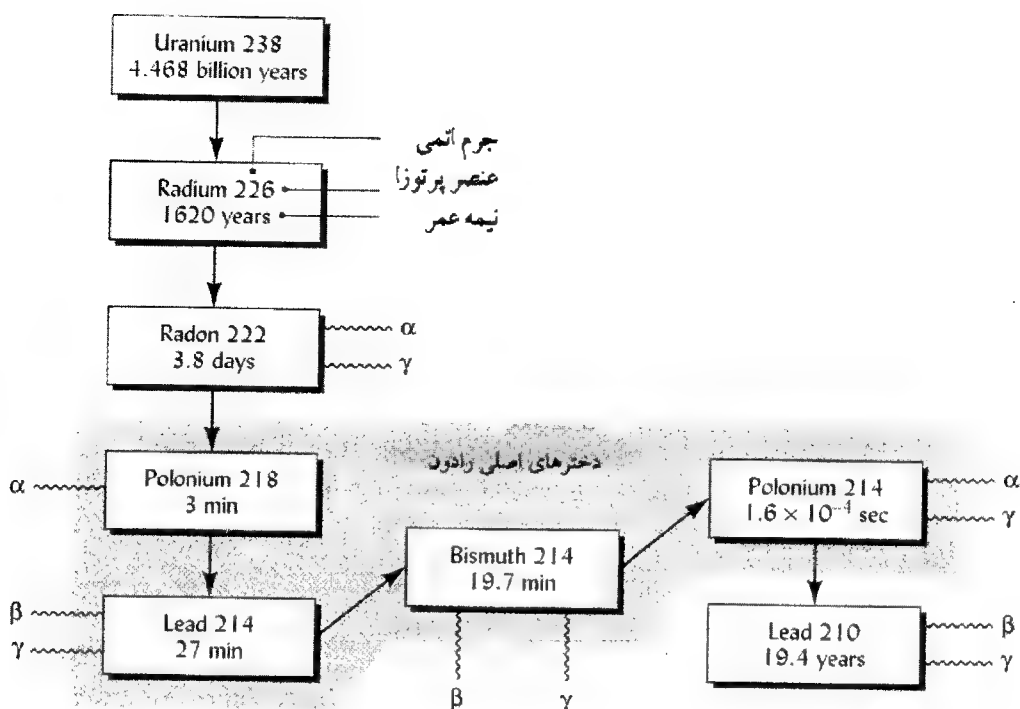 Uranium 238
4.468 billion years
جرم اتمی
عنصر پرتوزا
نیمه عمر
Radium 226
1620 years
Radon 222
3.8 days
α
γ
دخترهای اصلی رادون
α
Polonium 218
3 min
Polonium 214
1.6 × 10⁻⁴ sec
α
γ
Bismuth 214
19.7 min
β
γ
β
γ
Lead 214
27 min
Lead 210
19.4 years
β
γ